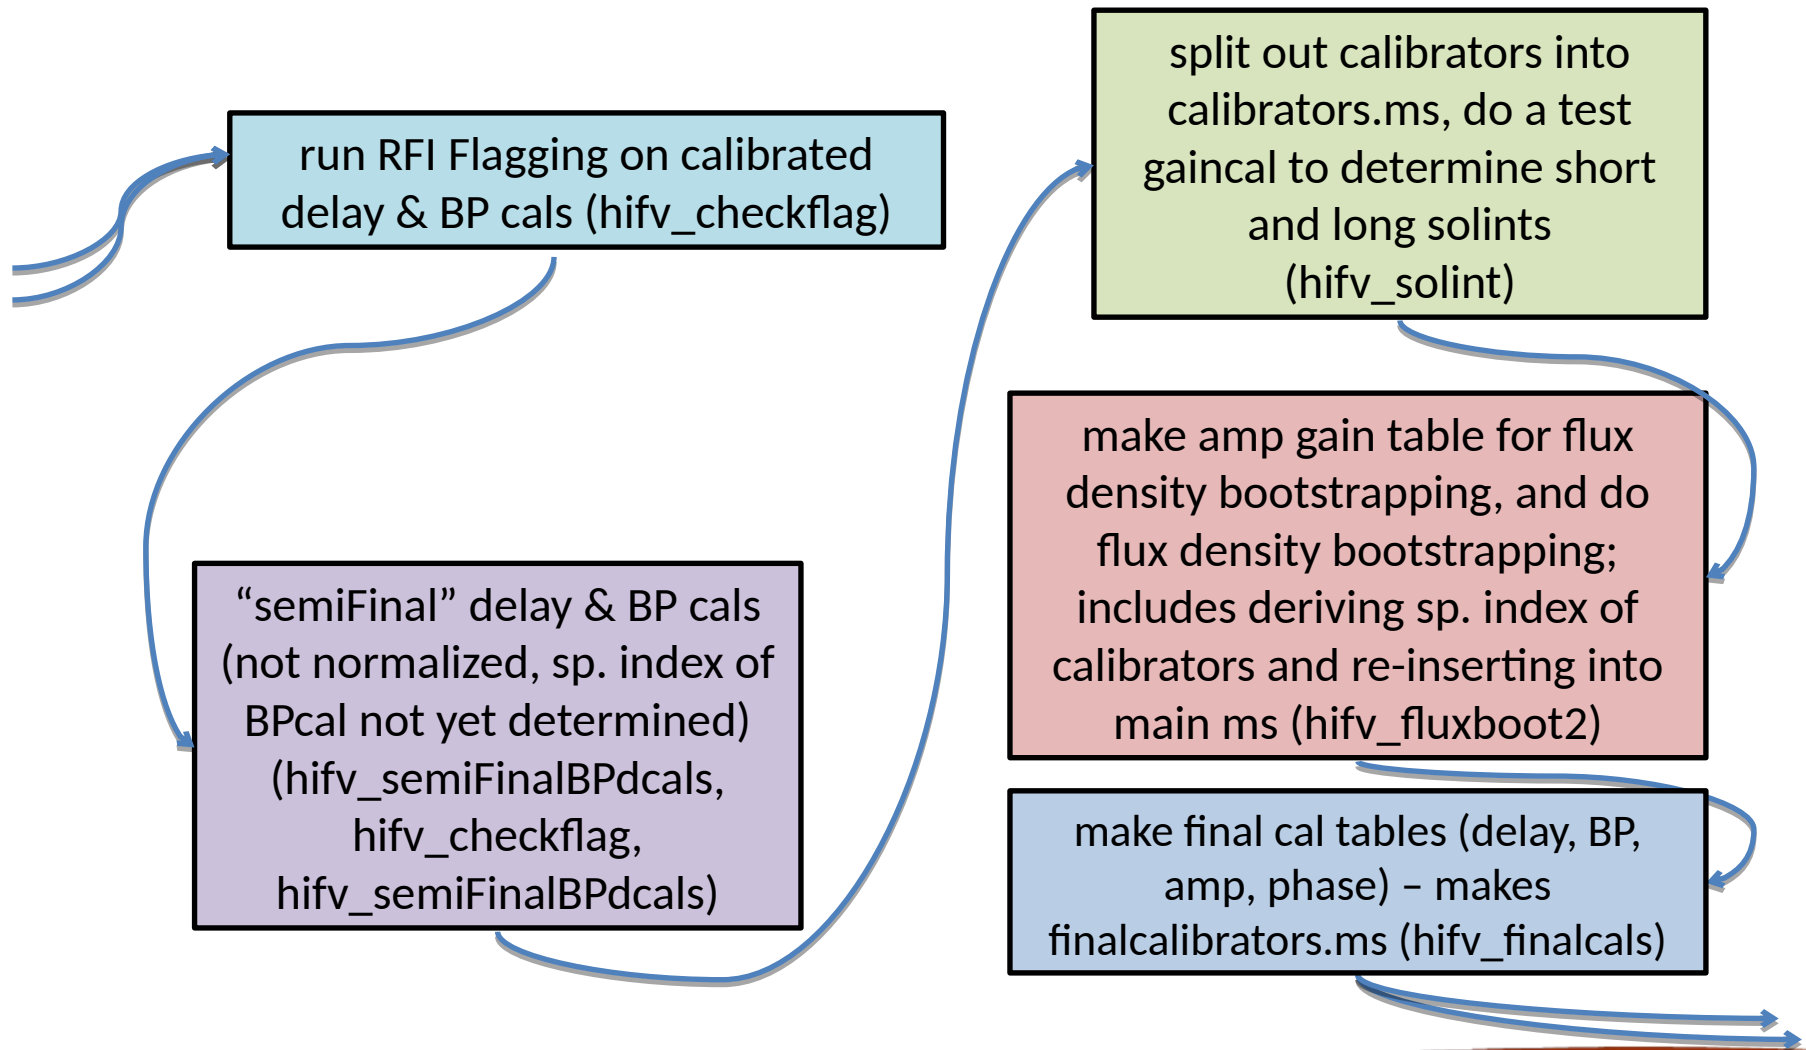 run RFI Flagging on calibrated
delay & BP cals (hifv_checkflag)
“semiFinal” delay & BP cals
(not normalized, sp. index of
BPcal not yet determined)
(hifv_semiFinalBPdcals,
hifv_checkflag,
hifv_semiFinalBPdcals)
split out calibrators into
calibrators.ms, do a test
gaincal to determine short
and long solints
(hifv_solint)
make amp gain table for flux
density bootstrapping, and do
flux density bootstrapping;
includes deriving sp. index of
calibrators and re-inserting into
main ms (hifv_fluxboot2)
make final cal tables (delay, BP,
amp, phase) – makes
finalcalibrators.ms (hifv_finalcals)